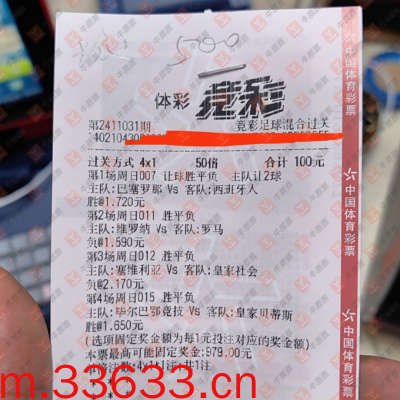 500
体彩 竞彩
第2411031期 竞彩足球混合过关
过关方式 4x1 50倍 合计 100元
第1场周日007 让球胜平负 主队让2球
主队:巴塞罗那 Vs 客队:西班牙人
胜@1.720元
第2场周日011 胜平负
主队:维罗纳 Vs 客队:罗马
负@1.590元
第3场周日012 胜平负
主队:塞维利亚 Vs 客队:皇家社会
负@2.170元
第4场周日015 胜平负
主队:毕尔巴鄂竞技 Vs 客队:皇家贝蒂斯
胜@1.650元
(选项固定奖金额为每1元投注对应的奖金额)
本票最高可能固定奖金:979.00元
m.33633.cn
中国体育彩票
中国体育彩票
中国体育彩票